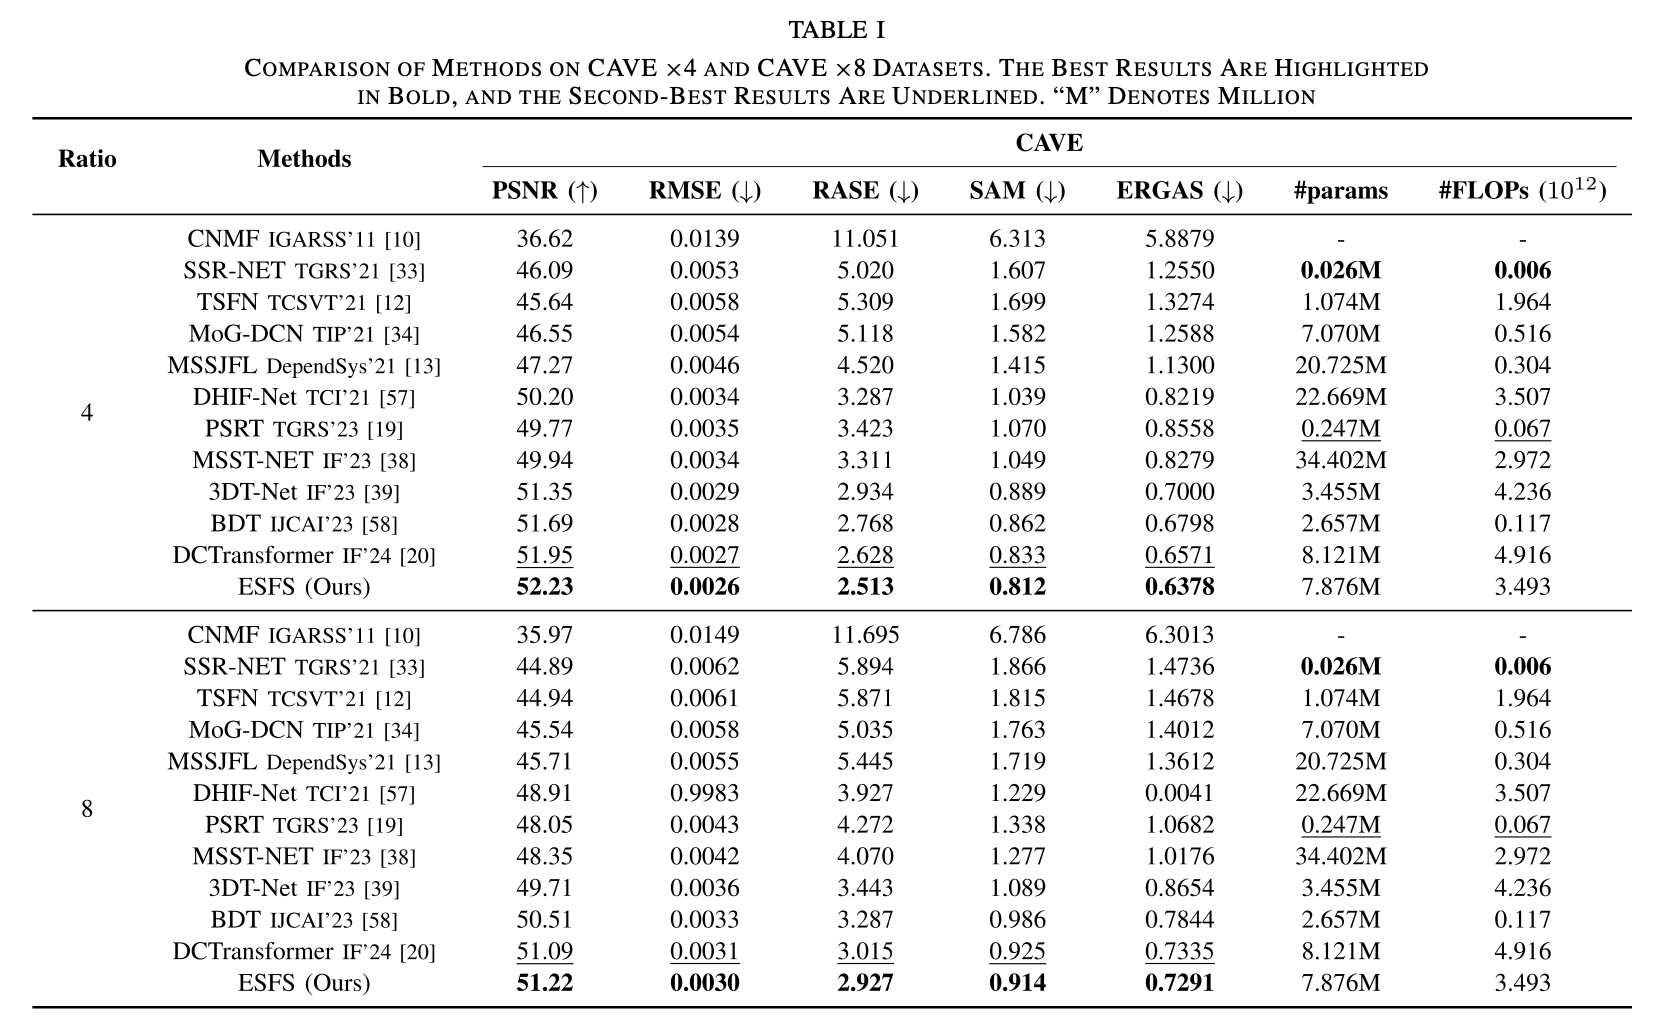 TABLE I
COMPARISON OF METHODS ON CAVE ×4 AND CAVE ×8 DATASETS. THE BEST RESULTS ARE HIGHLIGHTED
IN BOLD, AND THE SECOND-BEST RESULTS ARE UNDERLINED. “M” DENOTES MILLION
Ratio Methods CAVE
PSNR (↑) RMSE (↓) RASE (↓) SAM (↓) ERGAS (↓) #params #FLOPs (10¹²)
4
CNMF IGARSS’11 [10] 36.62 0.0139 11.051 6.313 5.8879 - -
SSR-NET TGRS’21 [33] 46.09 0.0053 5.020 1.607 1.2550 0.026M 0.006
TSFN TCSVT’21 [12] 45.64 0.0058 5.309 1.699 1.3274 1.074M 1.964
MoG-DCN TIP’21 [34] 46.55 0.0054 5.118 1.582 1.2588 7.070M 0.516
MSSJFL DependSys’21 [13] 47.27 0.0046 4.520 1.415 1.1300 20.725M 0.304
DHIF-Net TCI’21 [57] 50.20 0.0034 3.287 1.039 0.8219 22.669M 3.507
PSRT TGRS’23 [19] 49.77 0.0035 3.423 1.070 0.8558 0.247M 0.067
MSST-NET IF’23 [38] 49.94 0.0034 3.311 1.049 0.8279 34.402M 2.972
3DT-Net IF’23 [39] 51.35 0.0029 2.934 0.889 0.7000 3.455M 4.236
BDT IJCAI’23 [58] 51.69 0.0028 2.768 0.862 0.6798 2.657M 0.117
DCTransformer IF’24 [20] 51.95 0.0027 2.628 0.833 0.6571 8.121M 4.916
ESFS (Ours) 52.23 0.0026 2.513 0.812 0.6378 7.876M 3.493
8
CNMF IGARSS’11 [10] 35.97 0.0149 11.695 6.786 6.3013 - -
SSR-NET TGRS’21 [33] 44.89 0.0062 5.894 1.866 1.4736 0.026M 0.006
TSFN TCSVT’21 [12] 44.94 0.0061 5.871 1.815 1.4678 1.074M 1.964
MoG-DCN TIP’21 [34] 45.54 0.0058 5.035 1.763 1.4012 7.070M 0.516
MSSJFL DependSys’21 [13] 45.71 0.0055 5.445 1.719 1.3612 20.725M 0.304
DHIF-Net TCI’21 [57] 48.91 0.9983 3.927 1.229 0.0041 22.669M 3.507
PSRT TGRS’23 [19] 48.05 0.0043 4.272 1.338 1.0682 0.247M 0.067
MSST-NET IF’23 [38] 48.35 0.0042 4.070 1.277 1.0176 34.402M 2.972
3DT-Net IF’23 [39] 49.71 0.0036 3.443 1.089 0.8654 3.455M 4.236
BDT IJCAI’23 [58] 50.51 0.0033 3.287 0.986 0.7844 2.657M 0.117
DCTransformer IF’24 [20] 51.09 0.0031 3.015 0.925 0.7335 8.121M 4.916
ESFS (Ours) 51.22 0.0030 2.927 0.914 0.7291 7.876M 3.493